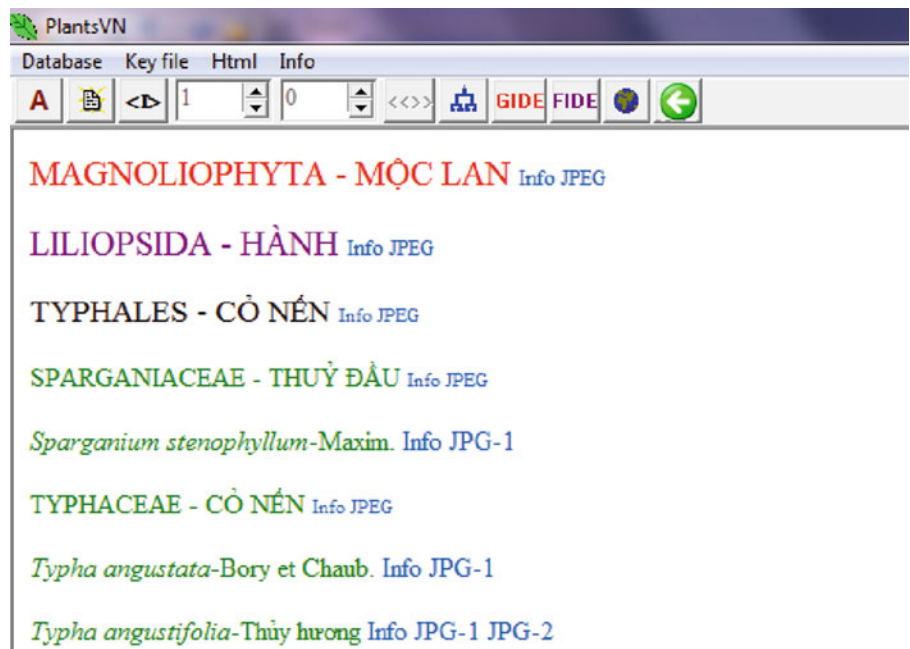 PlantsVN
Database Key file Html Info
A <I> 1 0 <<>> GIDE FIDE
MAGNOLIOPHYTA - MỘC LAN Info JPEG
LILIOPSIDA - HÀNH Info JPEG
TYPHALES - CỎ NẾN Info JPEG
SPARGANIACEAE - THUỶ ĐẦU Info JPEG
Sparganium stenophyllum-Maxim. Info JPG-1
TYPHACEAE - CỎ NẾN Info JPEG
Typha angustata-Bory et Chaub. Info JPG-1
Typha angustifolia-Thủy hương Info JPG-1 JPG-2